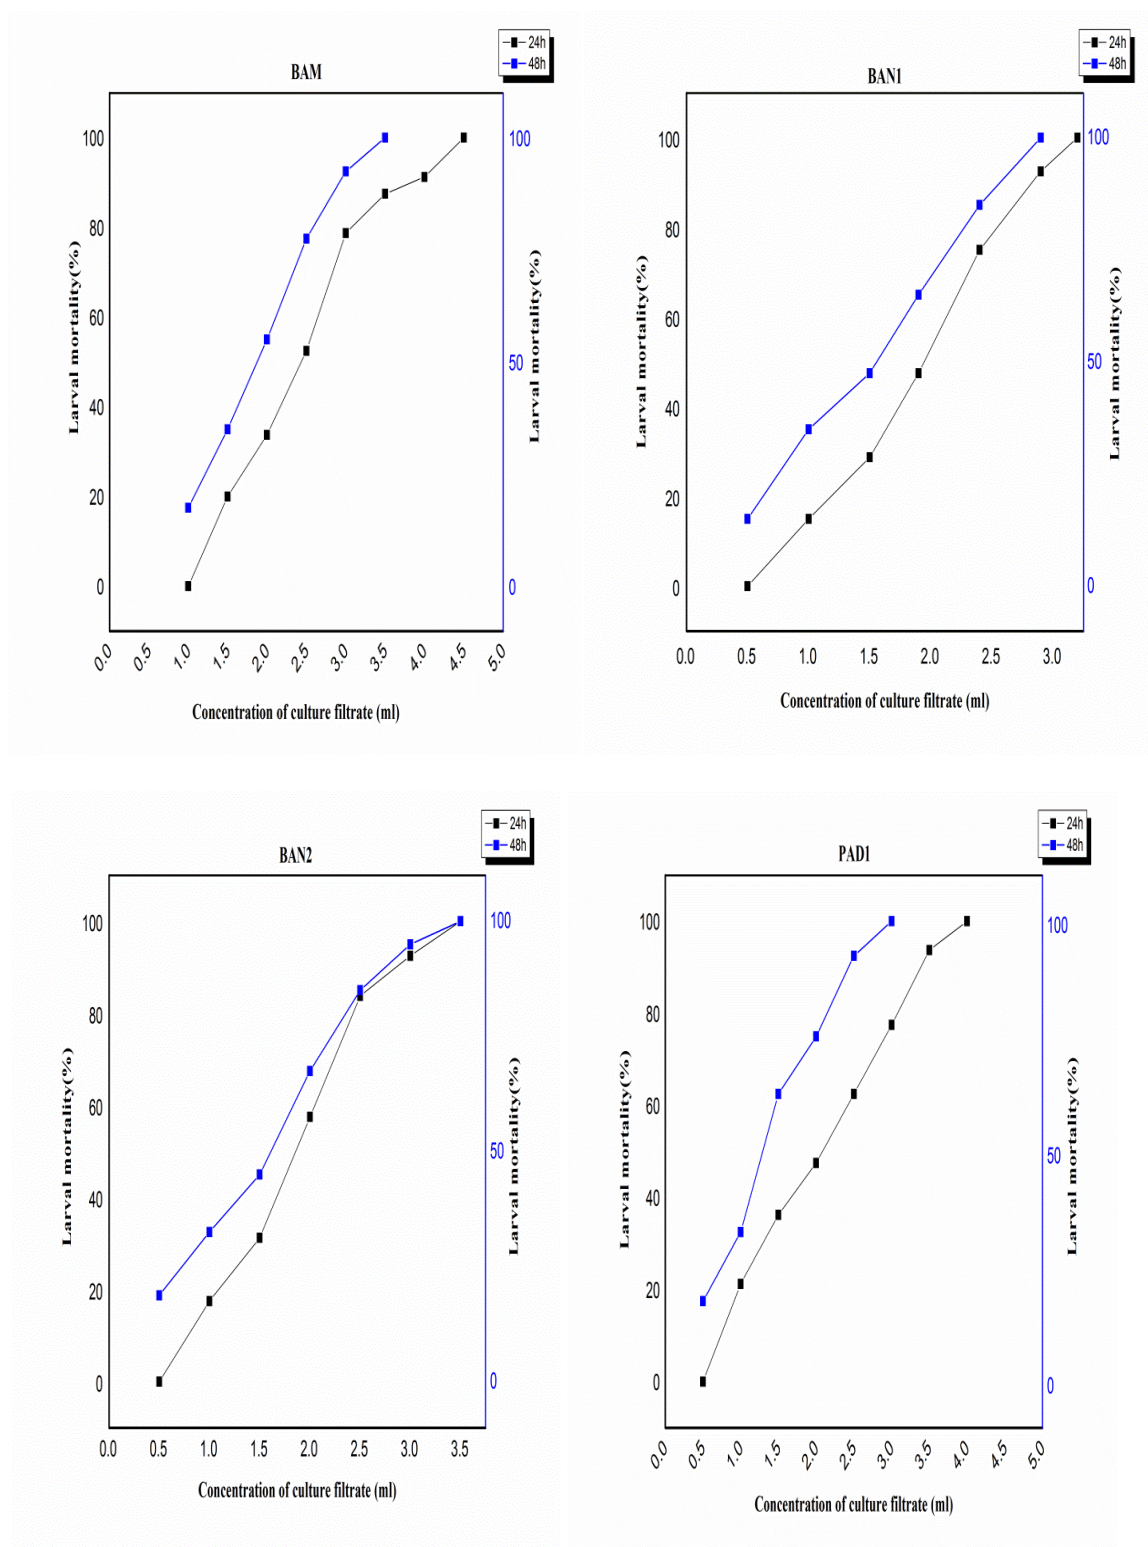 24h
48h
BAM
Larval mortality(%)
100
80
60
40
20
0
100
50
0
Larval mortality(%)
0.0 0.5 1.0 1.5 2.0 2.5 3.0 3.5 4.0 4.5 5.0
Concentration of culture filtrate (ml)
24h
48h
BAN1
Larval mortality(%)
100
80
60
40
20
0
100
50
0
Larval mortality(%)
0.0 0.5 1.0 1.5 2.0 2.5 3.0
Concentration of culture filtrate (ml)
24h
48h
BAN2
Larval mortality(%)
100
80
60
40
20
0
100
50
0
Larval mortality(%)
0.0 0.5 1.0 1.5 2.0 2.5 3.0 3.5
Concentration of culture filtrate (ml)
24h
48h
PAD1
Larval mortality(%)
100
80
60
40
20
0
100
50
0
Larval mortality(%)
0.0 0.5 1.0 1.5 2.0 2.5 3.0 3.5 4.0 4.5 5.0
Concentration of culture filtrate (ml)